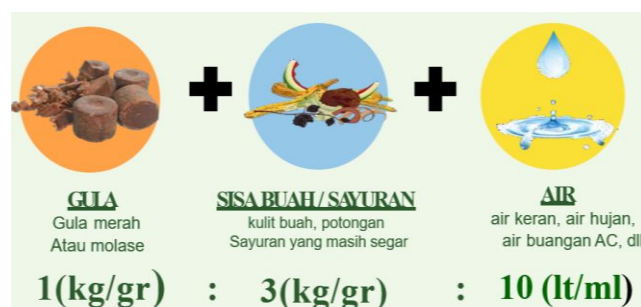 GULA
Gula merah
Atau molase
SISA BUAH / SAYURAN
kulit buah, potongan
Sayuran yang masih segar
AIR
air keran, air hujan,
air buangan AC, dll
1(kg/gr) : 3(kg/gr) : 10 (lt/ml)